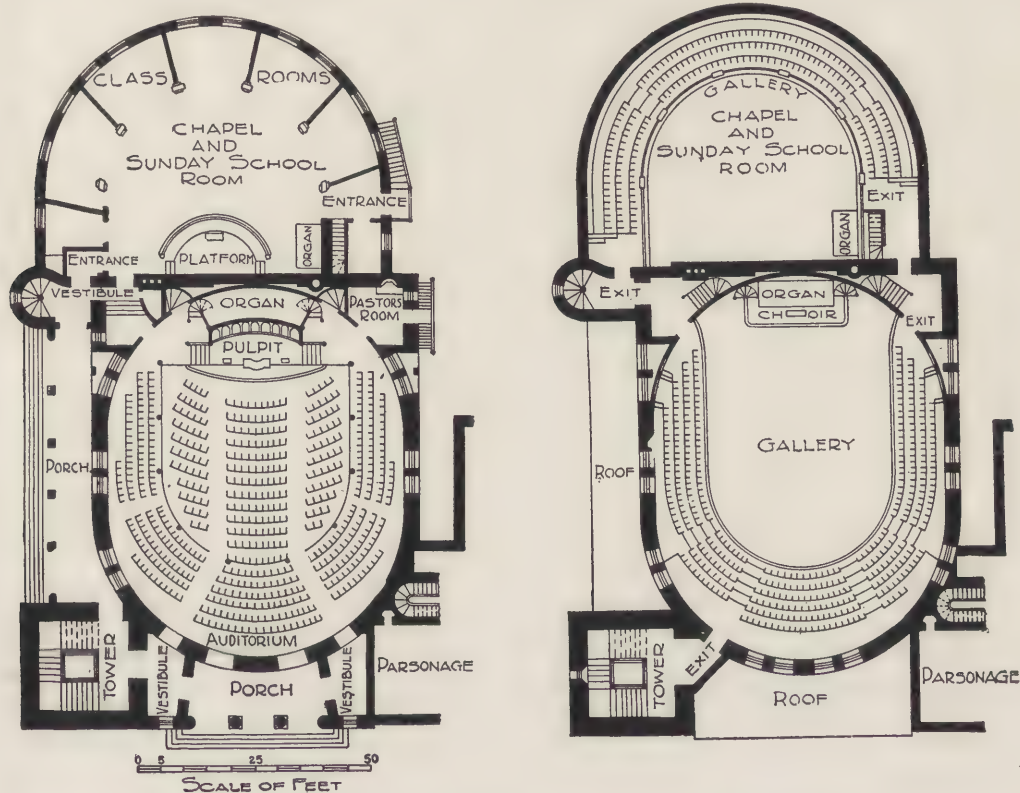 CLASS ROOMS
CHAPEL
AND
SUNDAY SCHOOL
ROOM
ENTRANCE
ORGAN
ENTRANCE
PLATFORM
VESTIBULE
ORGAN
PASTORS
ROOM
PULPIT
PORCH
AUDITORIUM
TOWER
VESTIBULE
PORCH
VESTIBULE
PARSONAGE
0 5 25 50
SCALE OF FEET
GALLERY
CHAPEL
AND
SUNDAY SCHOOL
ROOM
EXIT
ORGAN
EXIT
ORGAN
CHOIR
EXIT
GALLERY
ROOF
TOWER
EXIT
ROOF
PARSONAGE